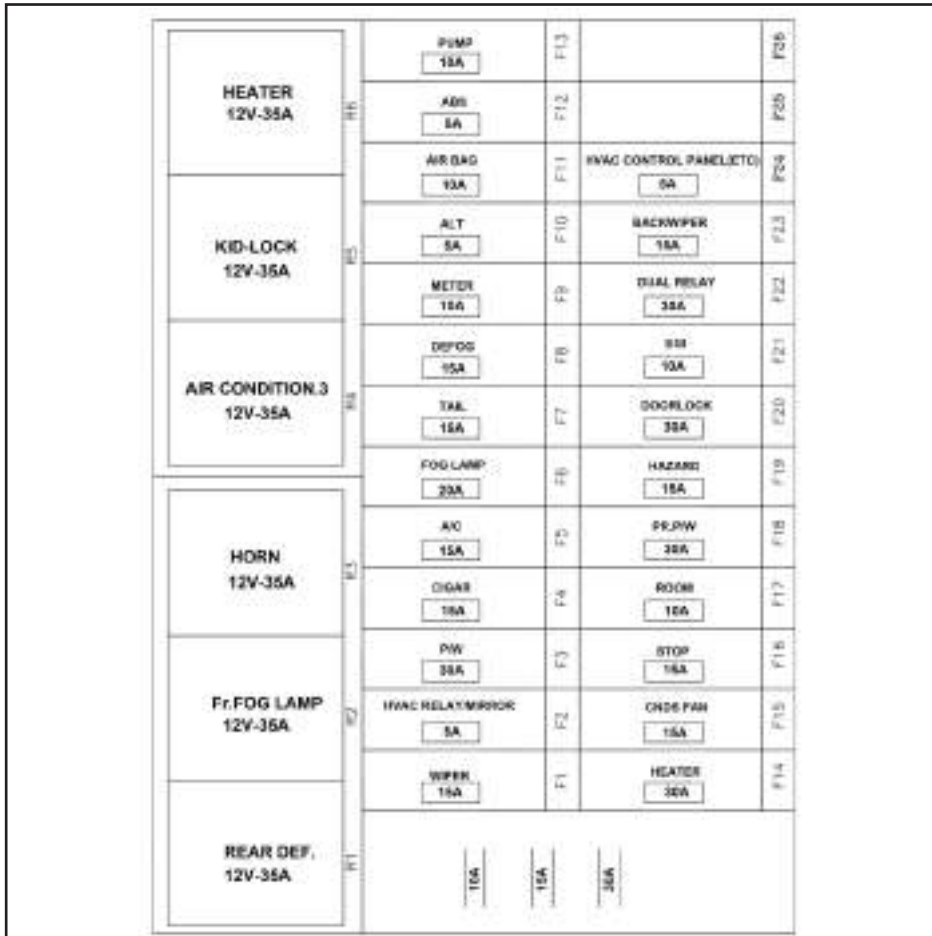 HEATER
12V-35A
R6
KID-LOCK
12V-35A
R5
AIR CONDITION.3
12V-35A
R4
HORN
12V-35A
R3
Fr.FOG LAMP
12V-35A
R2
REAR DEF.
12V-35A
R1
PUMP
10A
F13
F26
ABS
5A
F12
F25
AIR BAG
10A
F11
HVAC CONTROL PANEL(ETC)
5A
F24
ALT
5A
F10
BACKWIPER
15A
F23
METER
10A
F9
DUAL RELAY
30A
F22
DEFOG
15A
F8
10A
F21
TAIL
15A
F7
DOORLOCK
30A
F20
FOG LAMP
20A
F6
HAZARD
15A
F19
A/C
15A
F5
PR.P/W
30A
F18
CIGAR
15A
F4
ROOM
10A
F17
P/W
30A
F3
STOP
15A
F16
HVAC RELAY/MIRROR
5A
F2
CNDS FAN
15A
F15
WIPER
15A
F1
HEATER
30A
F14
10A
15A
30A